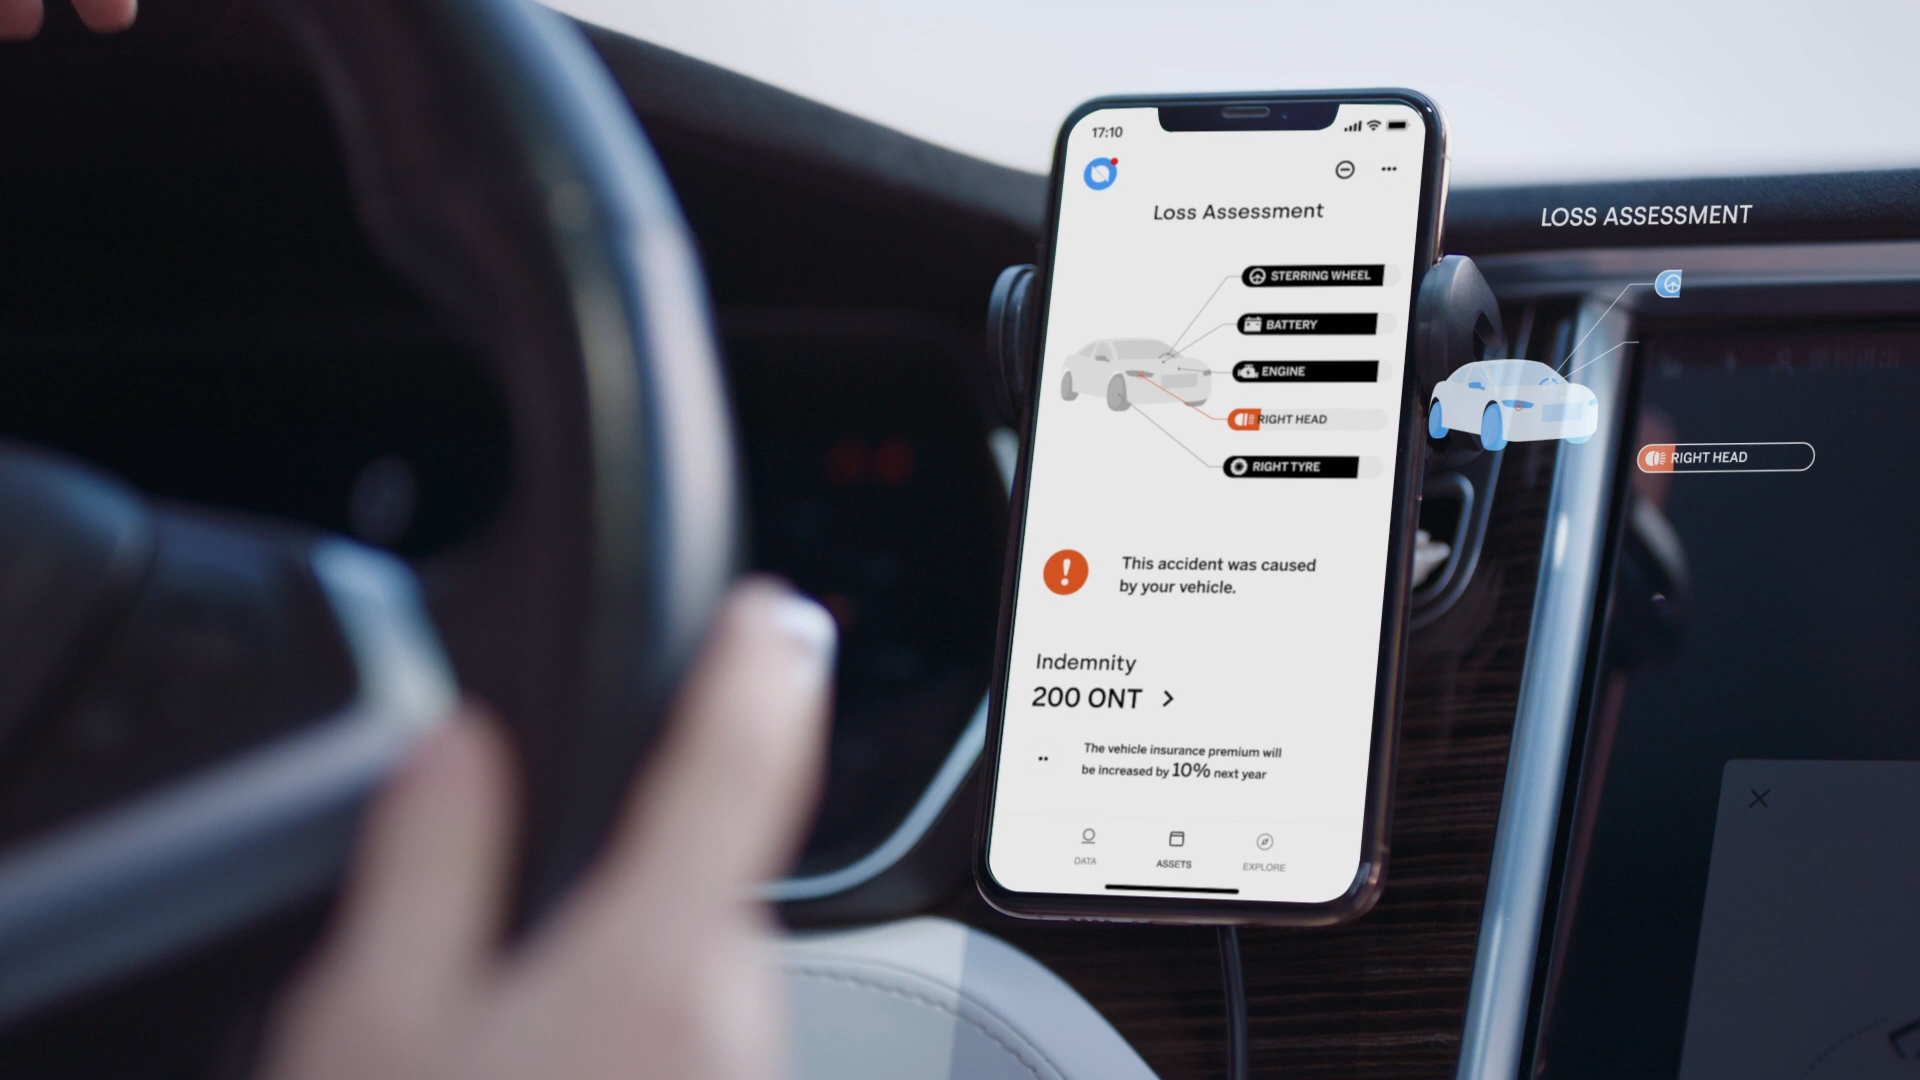 17:10
Loss Assessment
STERRING WHEEL
BATTERY
ENGINE
RIGHT HEAD
RIGHT TYRE
This accident was caused
by your vehicle.
Indemnity
200 ONT
The vehicle insurance premium will
be increased by 10% next year
DATA
ASSETS
EXPLORE
LOSS ASSESSMENT
RIGHT HEAD